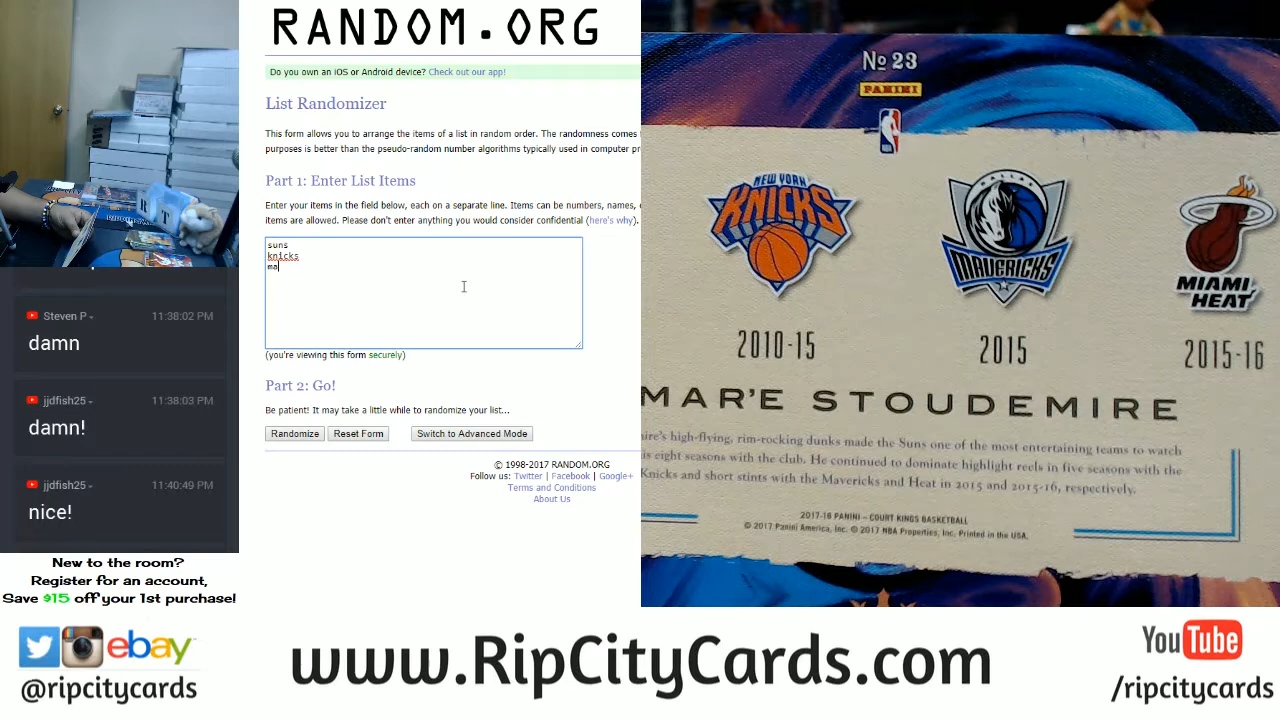 RANDOM.ORG
Do you own an iOS or Android device? Check out our app!
List Randomizer
This form allows you to arrange the items of a list in random order. The randomness comes
purposes is better than the pseudo-random number algorithms typically used in computer pr
Part 1: Enter List Items
Enter your items in the field below, each on a separate line. Items can be numbers, names,
items are allowed. Please don't enter anything you would consider confidential (here's why).
suns
knicks
ma
(you're viewing this form securely)
Part 2: Go!
Be patient! It may take a little while to randomize your list...
Randomize Reset Form Switch to Advanced Mode
© 1998-2017 RANDOM.ORG
Follow us: Twitter | Facebook | Google+
Terms and Conditions
About Us
R T
Steven P 11:38:02 PM
damn
jjdfish25 11:38:03 PM
damn!
jjdfish25 11:40:49 PM
nice!
New to the room?
Register for an account,
Save $15 off your 1st purchase!
ebay
@ripcitycards
www.RipCityCards.com
YouTube
/ripcitycards
No 23
PANINI
NEW YORK
KNICKS
DALLAS
MAVERICKS
MIAMI
HEAT
2010-15 2015 2015-16
MAR'E STOUDEMIRE
ire's high-flying, rim-rocking dunks made the Suns one of the most entertaining teams to watch
is eight seasons with the club. He continued to dominate highlight reels in five seasons with the
Knicks and short stints with the Mavericks and Heat in 2015 and 2015-16, respectively.
2017-18 PANINI – COURT KINGS BASKETBALL
© 2017 Panini America, Inc. © 2017 NBA Properties, Inc. Printed in the USA.